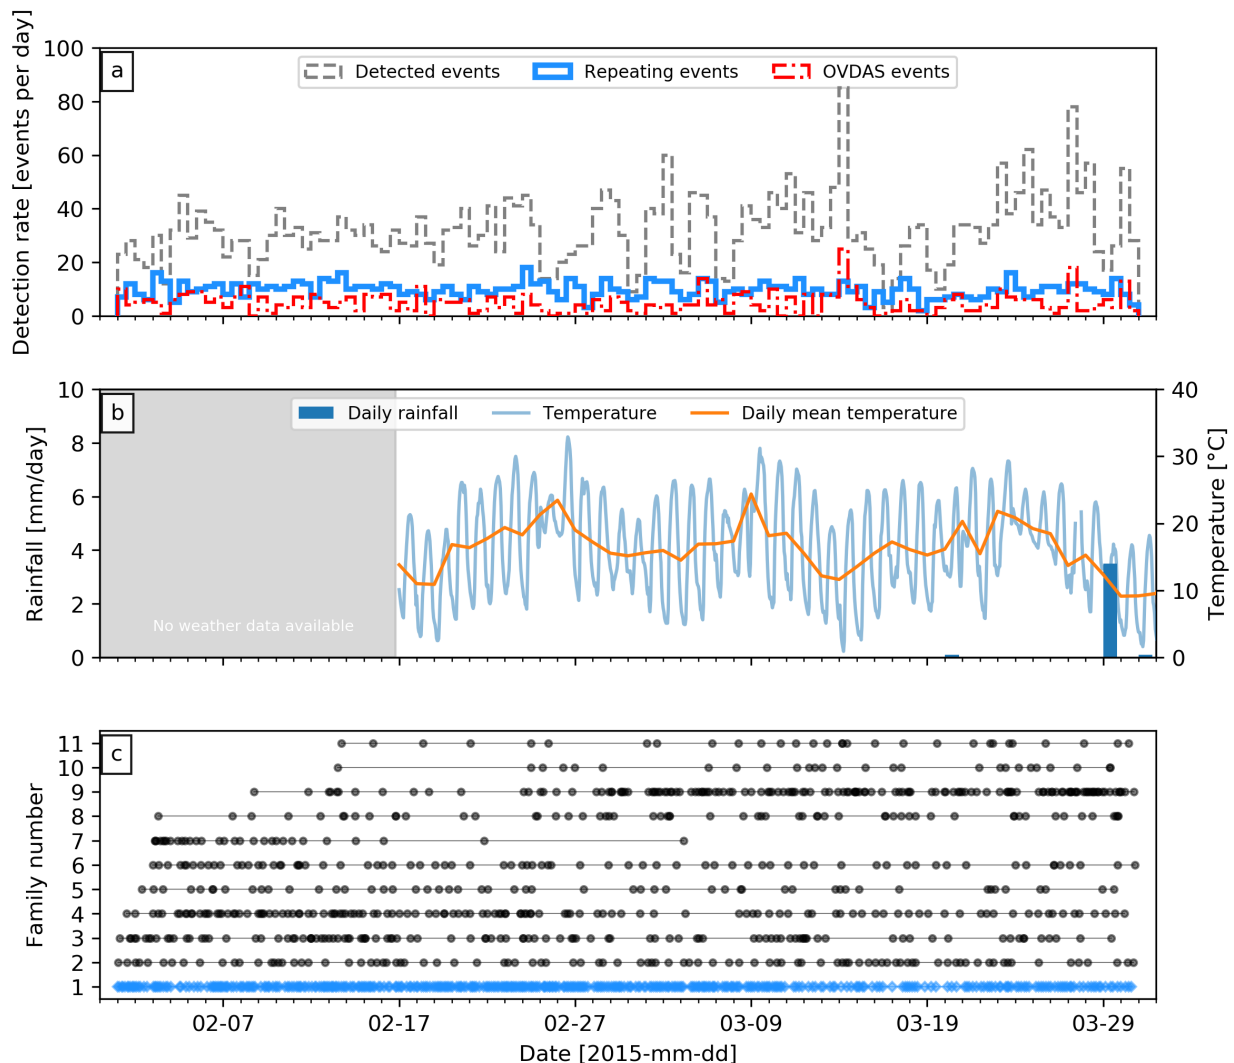 a
Detected events
Repeating events
OVDAS events
Detection rate [events per day]
100
80
60
40
20
0
b
Daily rainfall
Temperature
Daily mean temperature
No weather data available
Rainfall [mm/day]
10
8
6
4
2
0
Temperature [°C]
40
30
20
10
0
c
Family number
11
10
9
8
7
6
5
4
3
2
1
02-07
02-17
02-27
03-09
03-19
03-29
Date [2015-mm-dd]